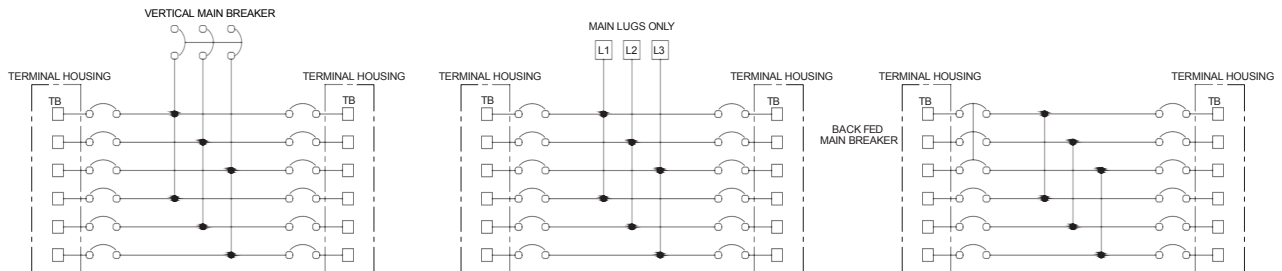 VERTICAL MAIN BREAKER
TERMINAL HOUSING
TERMINAL HOUSING
TB
TB
MAIN LUGS ONLY
L1
L2
L3
TERMINAL HOUSING
TERMINAL HOUSING
TB
TB
TERMINAL HOUSING
TERMINAL HOUSING
TB
TB
BACK FED
MAIN BREAKER